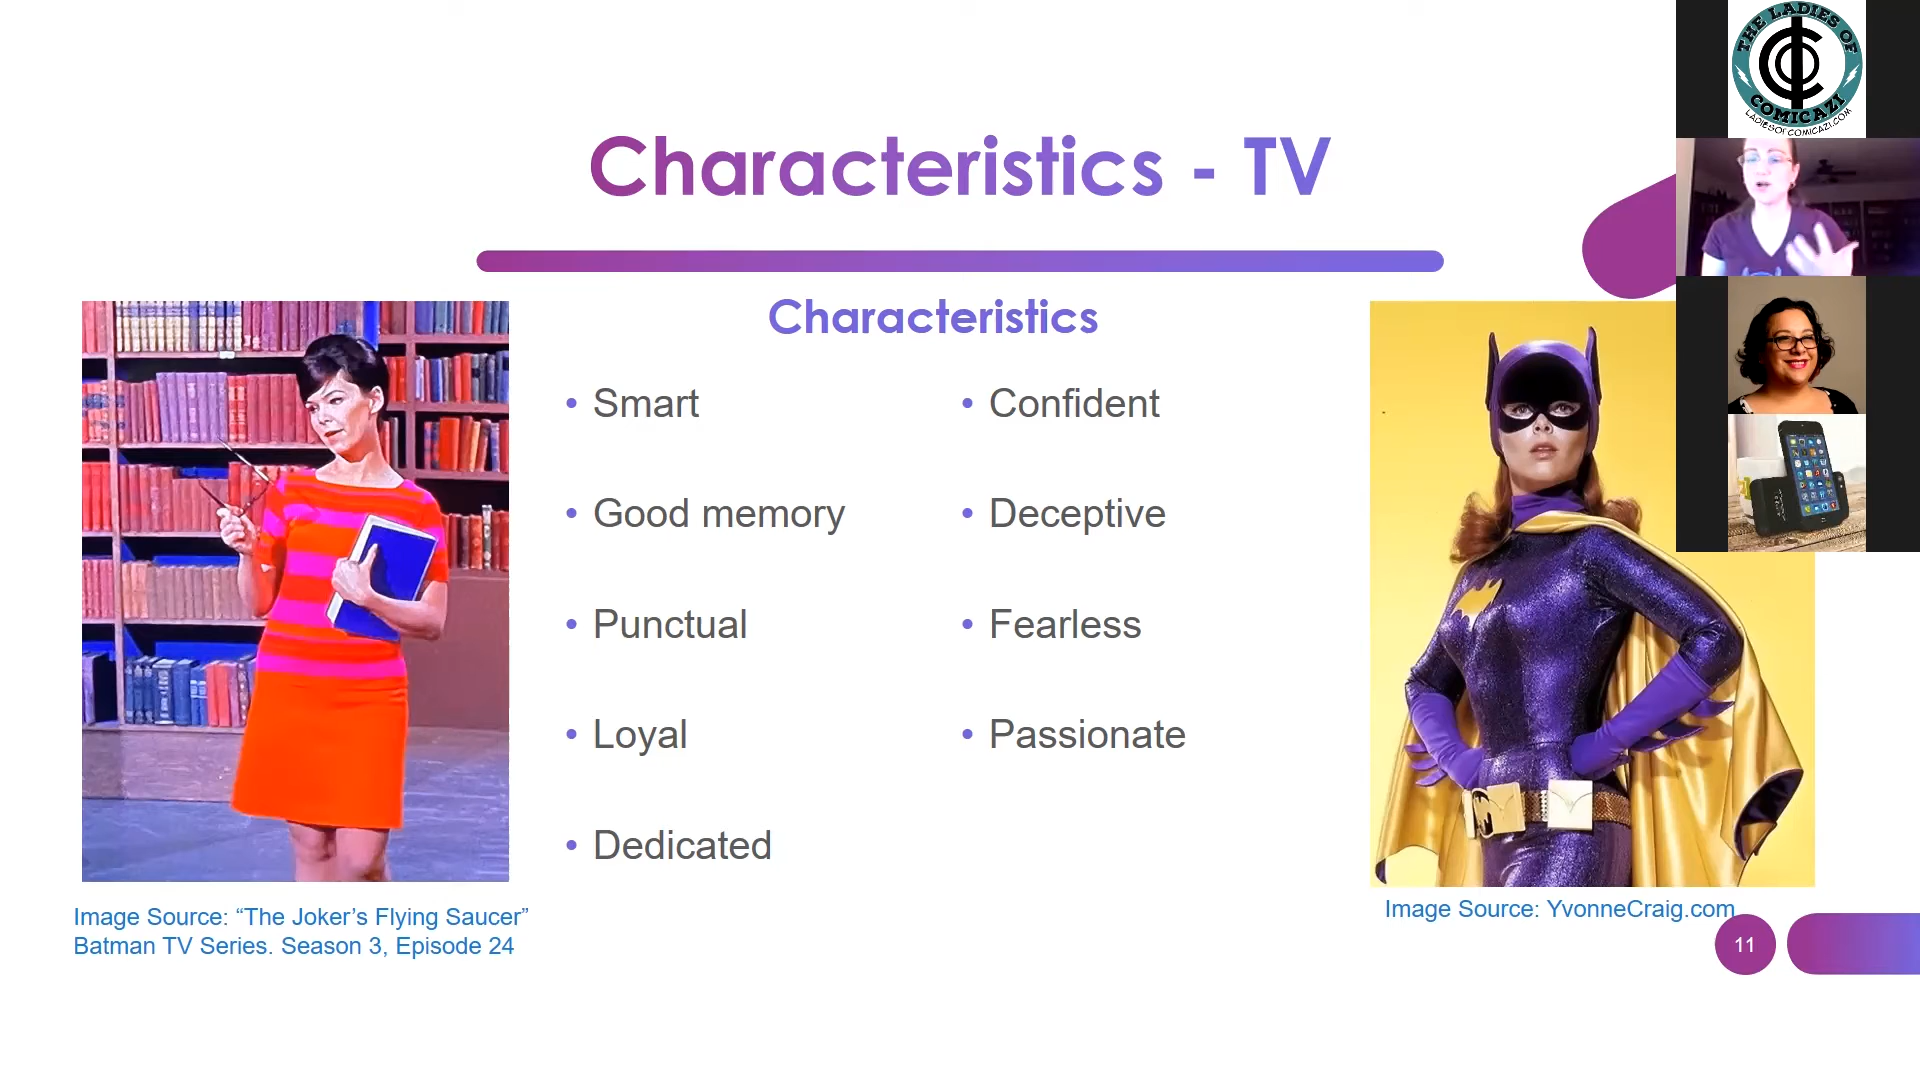 THE LADIES OF
COMICAZI
LADIESOFCOMICAZI.COM
Characteristics - TV
Characteristics
• Smart
• Good memory
• Punctual
• Loyal
• Dedicated
• Confident
• Deceptive
• Fearless
• Passionate
Image Source: “The Joker’s Flying Saucer”
Batman TV Series. Season 3, Episode 24
Image Source: YvonneCraig.com
11